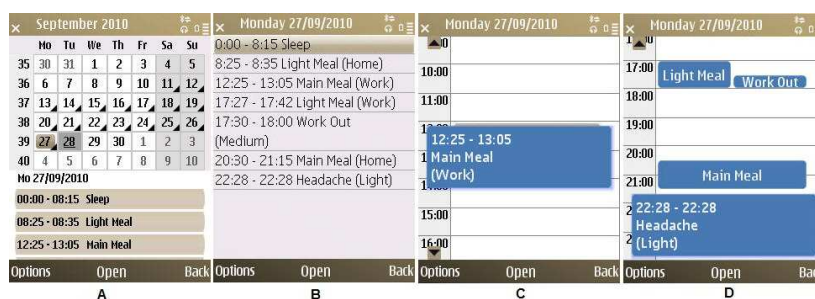 September 2010
Mo Tu We Th Fr Sa Su
35 30 31 1 2 3 4 5
36 6 7 8 9 10 11 12
37 13 14 15 16 17 18 19
38 20 21 22 23 24 25 26
39 27 28 29 30 1 2 3
40 4 5 6 7 8 9 10
Mo 27/09/2010
00:00 - 08:15 Sleep
08:25 - 08:35 Light Meal
12:25 - 13:05 Main Meal
Options Open Back
A
Monday 27/09/2010
0:00 - 8:15 Sleep
8:25 - 8:35 Light Meal (Home)
12:25 - 13:05 Main Meal (Work)
17:27 - 17:42 Light Meal (Work)
17:30 - 18:00 Work Out
(Medium)
20:30 - 21:15 Main Meal (Home)
22:28 - 22:28 Headache (Light)
Options Open Back
B
Monday 27/09/2010
10:00
11:00
12:25 - 13:05
Main Meal
(Work)
15:00
16:00
Options Open Back
C
Monday 27/09/2010
17:00
Light Meal Work Out
18:00
19:00
20:00
21:00 Main Meal
22:28 - 22:28
Headache
(Light)
Options Open Back
D